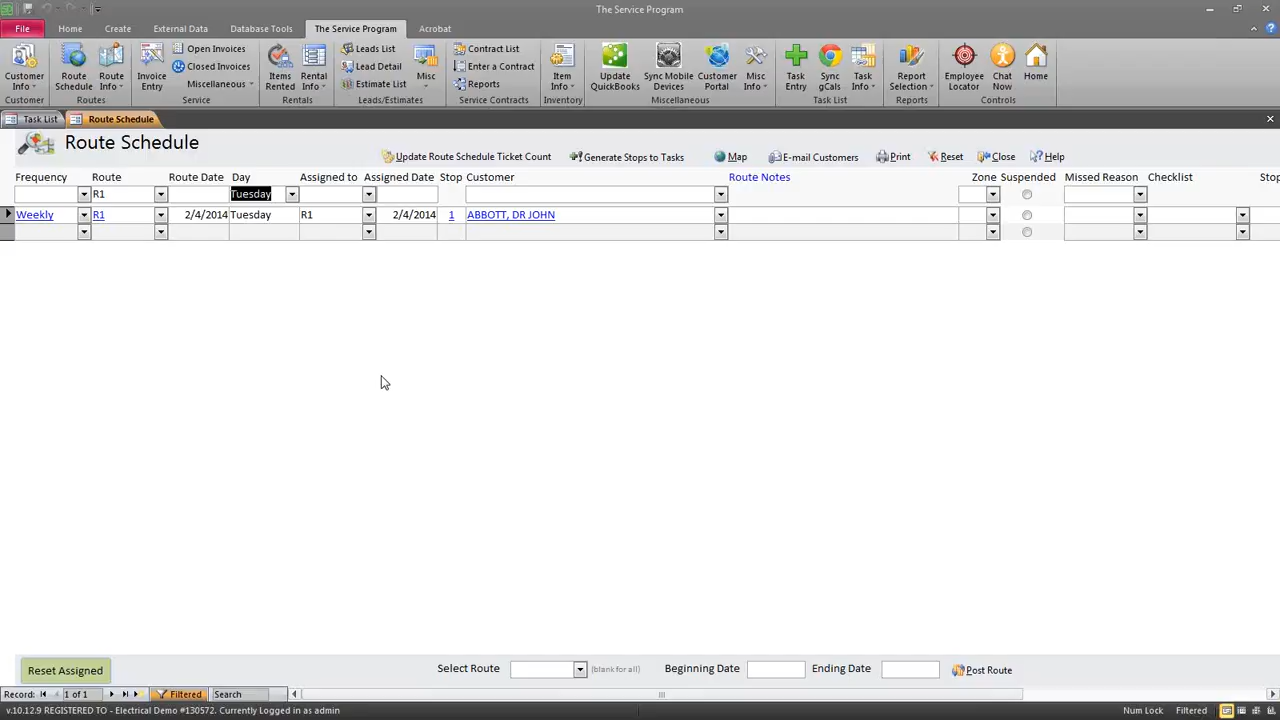 The Service Program
File Home Create External Data Database Tools The Service Program Acrobat
Customer Info Route Schedule Route Info Invoice Entry Open Invoices Closed Invoices Miscellaneous Items Rented Rental Info Leads List Lead Detail Estimate List Misc Contract List Enter a Contract Reports Item Info Update QuickBooks Sync Mobile Devices Customer Portal Misc Info Task Entry Sync gCals Task Info Report Selection Employee Locator Chat Now Home
Customer Routes Service Rentals Leads/Estimates Service Contracts Inventory Miscellaneous Task List Reports Controls
Task List Route Schedule
Route Schedule
Update Route Schedule Ticket Count Generate Stops to Tasks Map E-mail Customers Print Reset Close Help
Frequency Route Route Date Day Assigned to Assigned Date Stop Customer Route Notes Zone Suspended Missed Reason Checklist Stop
R1 Tuesday
Weekly R1 2/4/2014 Tuesday R1 2/4/2014 1 ABBOTT, DR JOHN
Reset Assigned Select Route (blank for all) Beginning Date Ending Date Post Route
Record: 1 of 1 Filtered Search
v.10.12.9 REGISTERED TO - Electrical Demo #130572. Currently Logged in as admin Num Lock Filtered